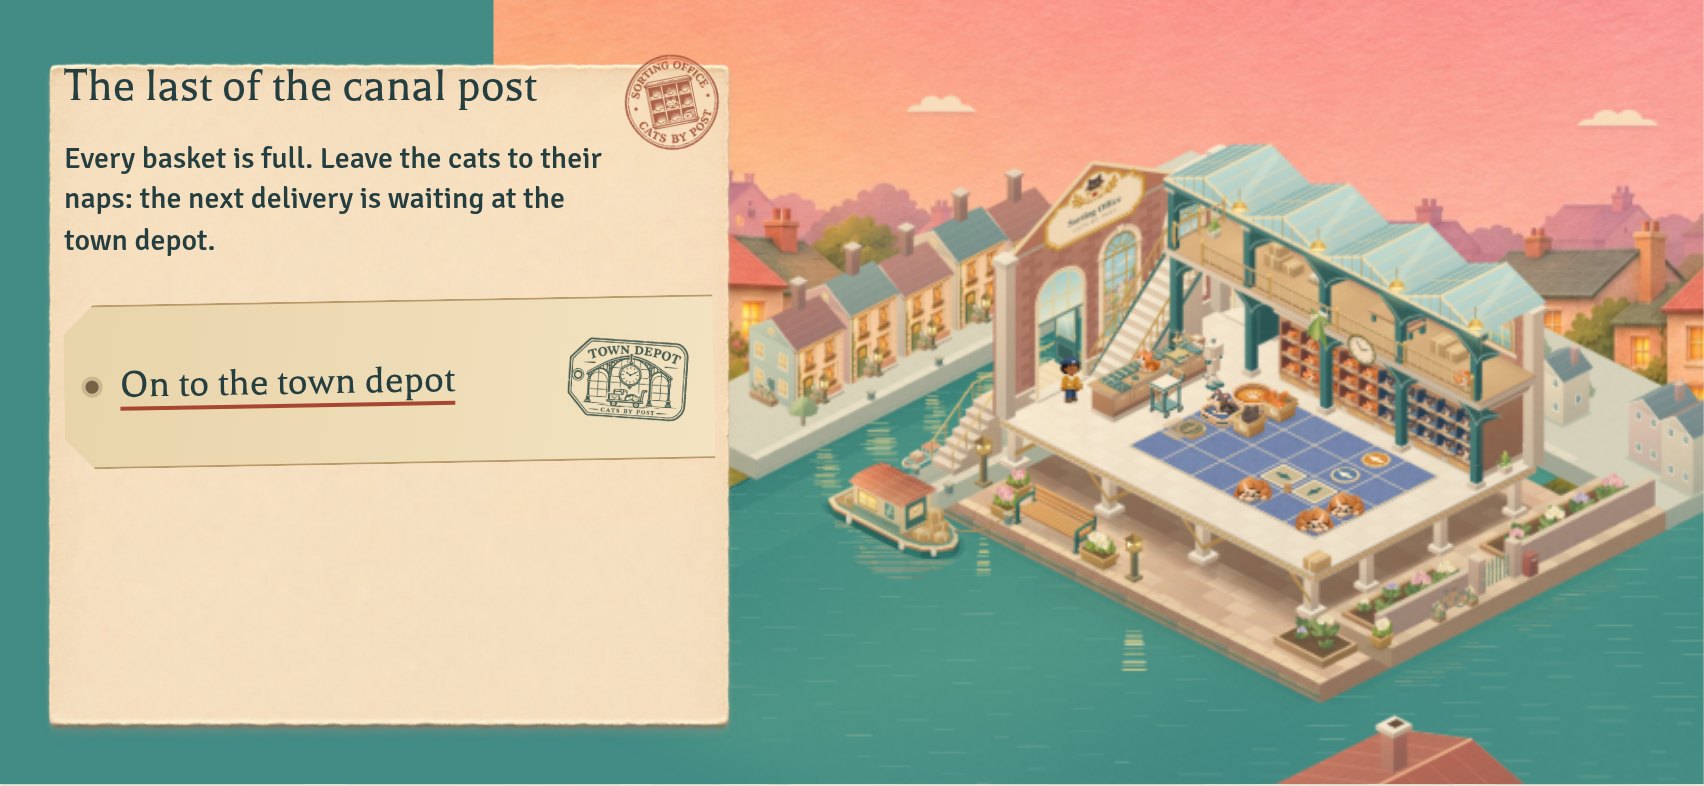 The last of the canal post
SORTING OFFICE
CATS BY POST
Every basket is full. Leave the cats to their
naps: the next delivery is waiting at the
town depot.
On to the town depot
TOWN DEPOT
CATS BY POST
Sorting Office